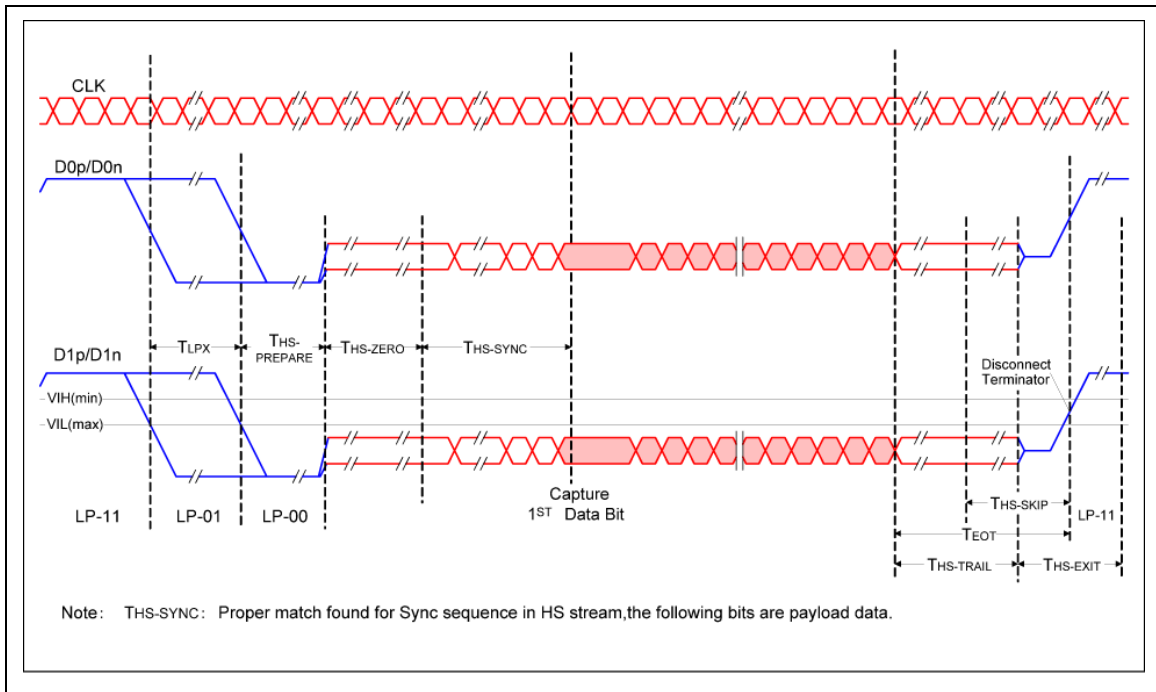 CLK
D0p/D0n
TLPX
THS-PREPARE
THS-ZERO
THS-SYNC
D1p/D1n
VIH(min)
VIL(max)
Disconnect
Terminator
LP-11
LP-01
LP-00
Capture
1ST Data Bit
THS-SKIP
LP-11
TEOT
THS-TRAIL
THS-EXIT
Note: THS-SYNC: Proper match found for Sync sequence in HS stream,the following bits are payload data.